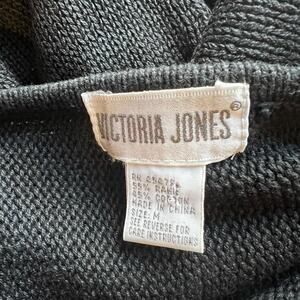 VICTORIA JONES®
RN
55% RAMIE
45% COTTON
MADE IN CHINA
SIZE: M
SEE REVERSE FOR
CARE INSTRUCTIONS